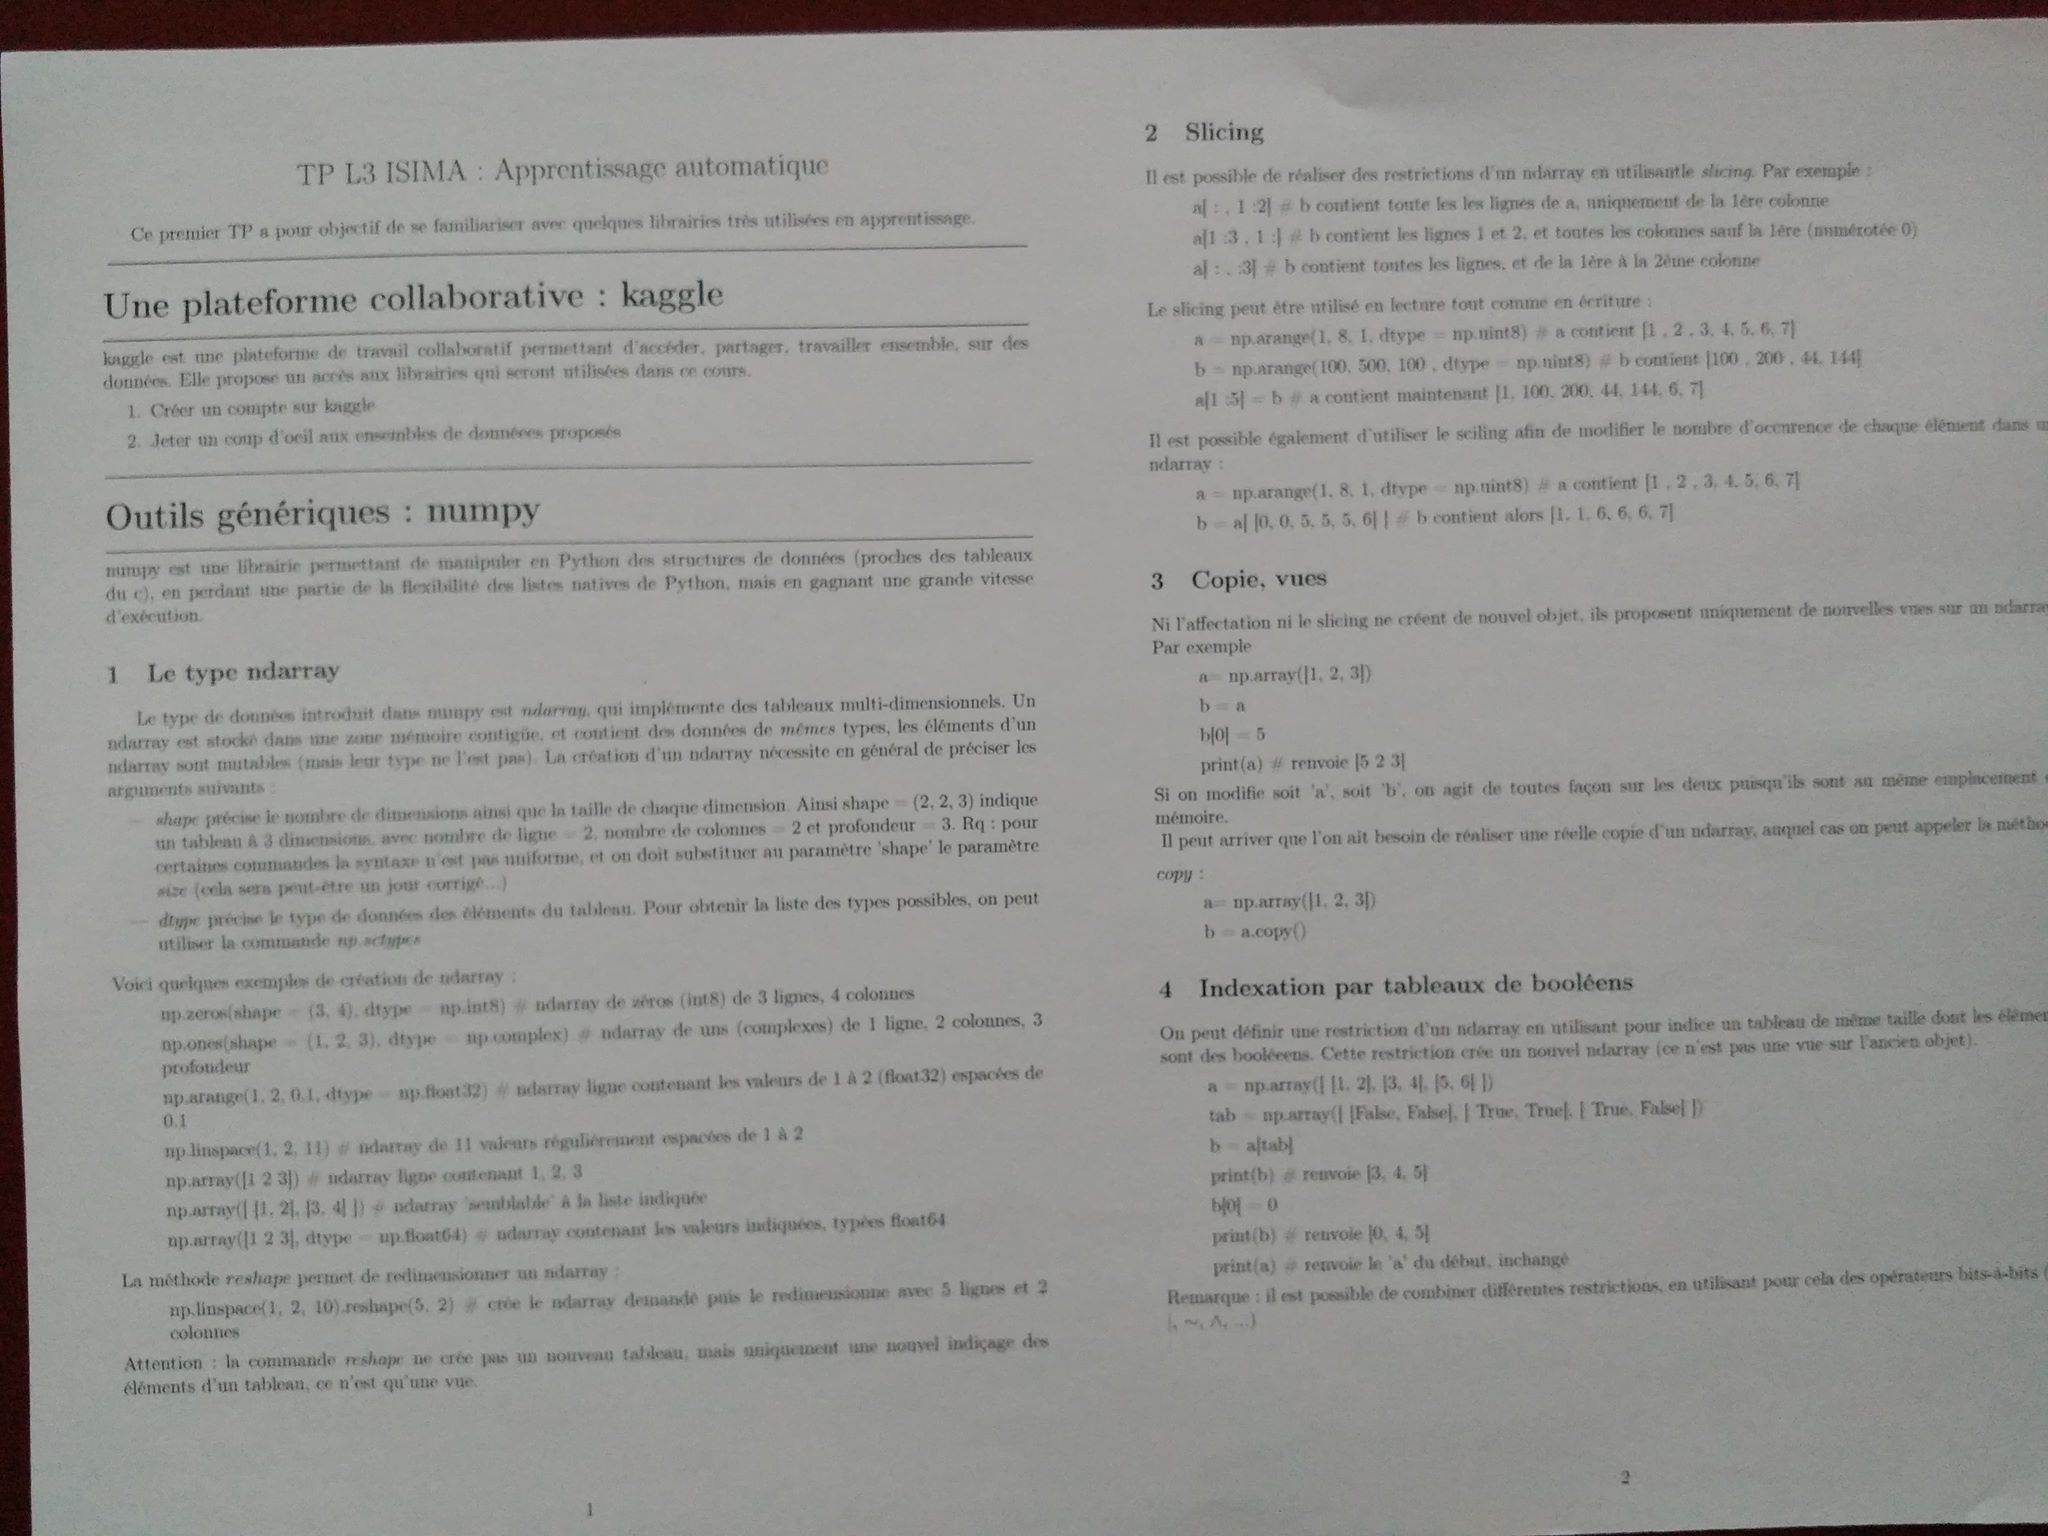 TP L3 ISIMA : Apprentissage automatique
Ce premier TP a pour objectif de se familiariser avec quelques librairies très utilisées en apprentissage.
Une plateforme collaborative : kaggle
kaggle est une plateforme de travail collaboratif permettant d'accéder, partager, travailler ensemble, sur des
données. Elle propose un accès aux librairies qui seront utilisées dans ce cours.
1. Créer un compte sur kaggle
2. Jeter un coup d'oeil aux ensembles de donnéees proposés
Outils génériques : numpy
numpy est une librairie permettant de manipuler en Python des structures de données (proches des tableaux
du c), en perdant une partie de la flexibilité des listes natives de Python, mais en gagnant une grande vitesse
d'exécution.
1 Le type ndarray
Le type de données introduit dans numpy est ndarray, qui implémente des tableaux multi-dimensionnels. Un
ndarray est stocké dans une zone mémoire contigüe, et contient des données de mêmes types, les éléments d'un
ndarray sont mutables (mais leur type ne l'est pas). La création d'un ndarray nécessite en général de préciser les
arguments suivants :
— shape précise le nombre de dimensions ainsi que la taille de chaque dimension. Ainsi shape = (2, 2, 3) indique
un tableau à 3 dimensions, avec nombre de ligne = 2, nombre de colonnes = 2 et profondeur = 3. Rq : pour
certaines commandes la syntaxe n'est pas uniforme, et on doit substituer au paramètre 'shape' le paramètre
size (cela sera peut-être un jour corrigé...)
— dtype précise le type de données des éléments du tableau. Pour obtenir la liste des types possibles, on peut
utiliser la commande np.sctypes
Voici quelques exemples de création de ndarray :
np.zeros(shape = (3, 4), dtype = np.int8) # ndarray de zéros (int8) de 3 lignes, 4 colonnes
np.ones(shape = (1, 2, 3), dtype = np.complex) # ndarray de uns (complexes) de 1 ligne, 2 colonnes, 3
profondeur
np.arange(1, 2, 0.1, dtype = np.float32) # ndarray ligne contenant les valeurs de 1 à 2 (float32) espacées de
0.1
np.linspace(1, 2, 11) # ndarray de 11 valeurs régulièrement espacées de 1 à 2
np.array([1 2 3]) # ndarray ligne contenant 1, 2, 3
np.array([ [1, 2], [3, 4] ]) # ndarray 'semblable' à la liste indiquée
np.array([1 2 3], dtype = np.float64) # ndarray contenant les valeurs indiquées, typées float64
La méthode reshape permet de redimensionner un ndarray :
np.linspace(1, 2, 10).reshape(5, 2) # crée le ndarray demandé puis le redimensionne avec 5 lignes et 2
colonnes
Attention : la commande reshape ne crée pas un nouveau tableau, mais uniquement une nouvel indiçage des
éléments d'un tableau, ce n'est qu'une vue.
1
2 Slicing
Il est possible de réaliser des restrictions d'un ndarray en utilisantle slicing. Par exemple :
a[ : , 1 :2] # b contient toute les les lignes de a, uniquement de la 1ère colonne
a[1 :3 , 1 :] # b contient les lignes 1 et 2, et toutes les colonnes sauf la 1ère (numérotée 0)
a[ : , :3] # b contient toutes les lignes, et de la 1ère à la 2ème colonne
Le slicing peut être utilisé en lecture tout comme en écriture :
a = np.arange(1, 8, 1, dtype = np.uint8) # a contient [1 , 2 , 3, 4, 5, 6, 7]
b = np.arange(100, 500, 100 , dtype = np.uint8) # b contient [100 , 200 , 44, 144]
a[1 :5] = b # a contient maintenant [1, 100, 200, 44, 144, 6, 7]
Il est possible également d'utiliser le sciling afin de modifier le nombre d'occurence de chaque élément dans
ndarray :
a = np.arange(1, 8, 1, dtype = np.uint8) # a contient [1 , 2 , 3, 4, 5, 6, 7]
b = a[ [0, 0, 5, 5, 5, 6] ] # b contient alors [1, 1, 6, 6, 6, 7]
3 Copie, vues
Ni l'affectation ni le slicing ne créent de nouvel objet, ils proposent uniquement de nouvelles vues sur un ndarray
Par exemple
a= np.array([1, 2, 3])
b = a
b[0] = 5
print(a) # renvoie [5 2 3]
Si on modifie soit 'a', soit 'b', on agit de toutes façon sur les deux puisqu'ils sont au même emplacement
mémoire.
Il peut arriver que l'on ait besoin de réaliser une réelle copie d'un ndarray, auquel cas on peut appeler la
copy :
a= np.array([1, 2, 3])
b = a.copy()
4 Indexation par tableaux de booléens
On peut définir une restriction d'un ndarray en utilisant pour indice un tableau de même taille dont les
sont des booléeens. Cette restriction crée un nouvel ndarray (ce n'est pas une vue sur l'ancien objet).
a = np.array([ [1, 2], [3, 4], [5, 6] ])
tab = np.array([ [False, False], [ True, True], [ True, False] ])
b = a[tab]
print(b) # renvoie [3, 4, 5]
b[0] = 0
print(b) # renvoie [0, 4, 5]
print(a) # renvoie le 'a' du début, inchangé
Remarque : il est possible de combiner différentes restrictions, en utilisant pour cela des opérateurs bits-à-bits (
|, ~, ∧, ...)
2